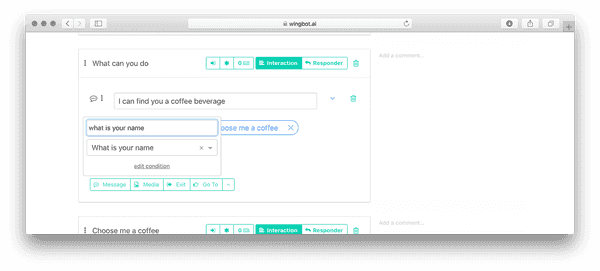 wingbot.ai
What can you do
Interaction
Responder
Add a comment...
I can find you a coffee beverage
what is your name
ose me a coffee
What is your name
edit condition
Message
Media
Exit
Go To
Choose me a coffee
Interaction
Responder
Add a comment...